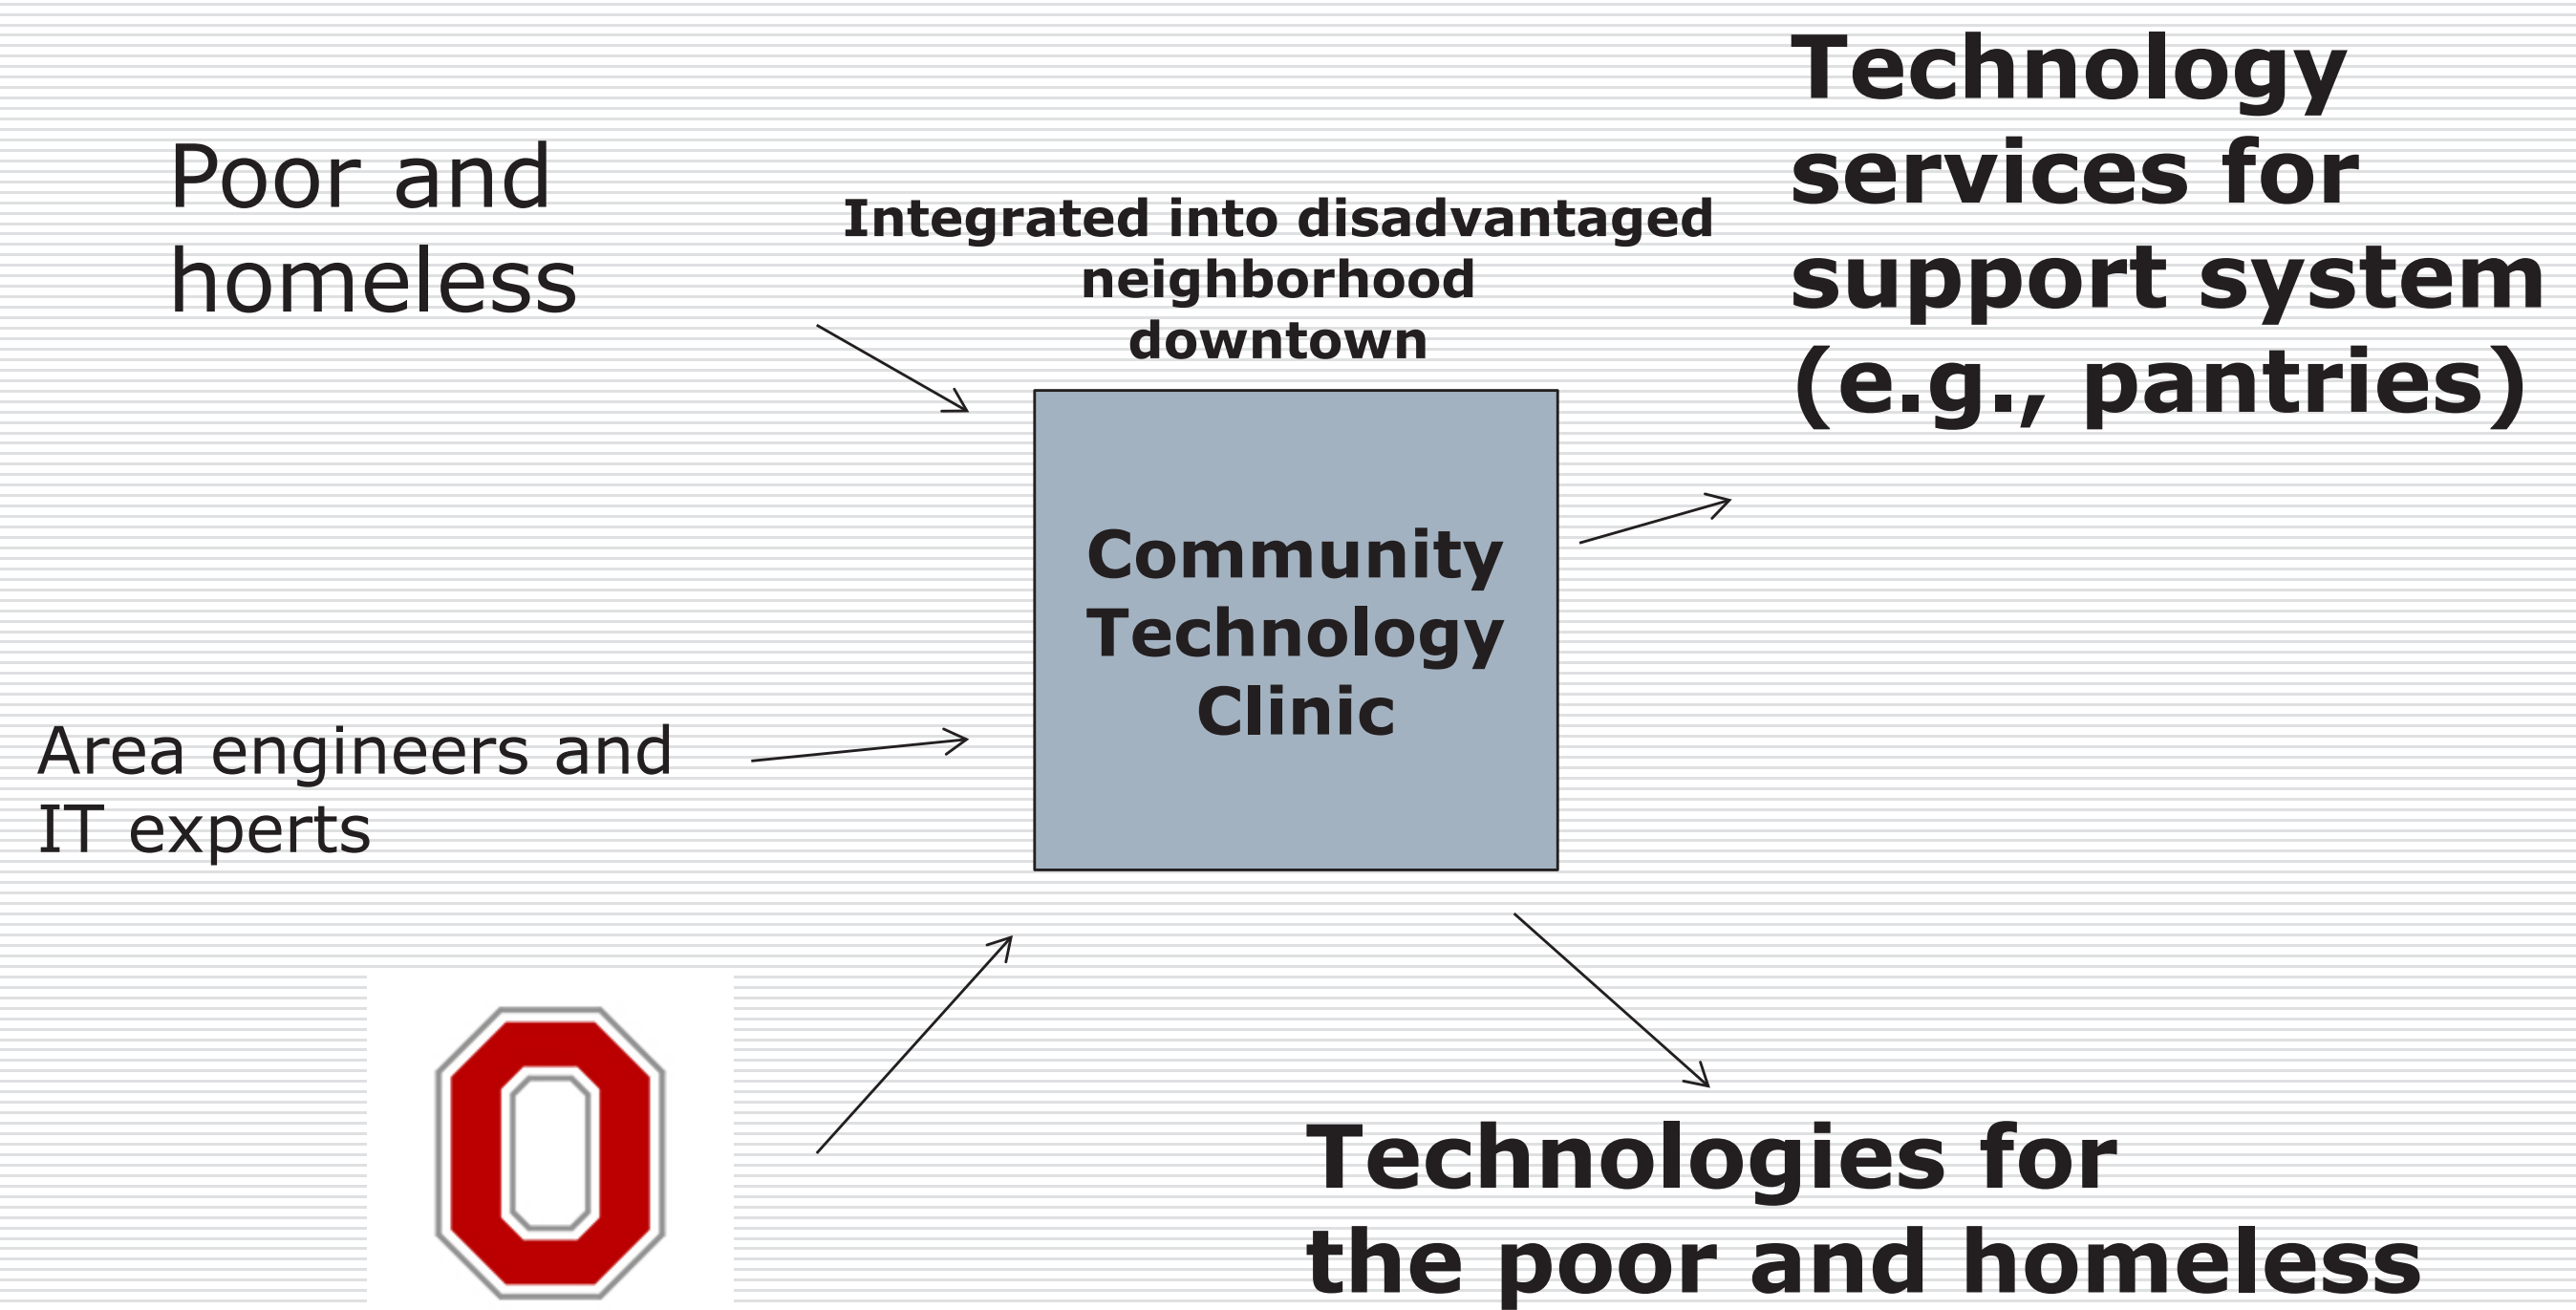 Poor and
homeless
Integrated into disadvantaged
neighborhood
downtown
Technology
services for
support system
(e.g., pantries)
Community
Technology
Clinic
Area engineers and
IT experts
O
Technologies for
the poor and homeless